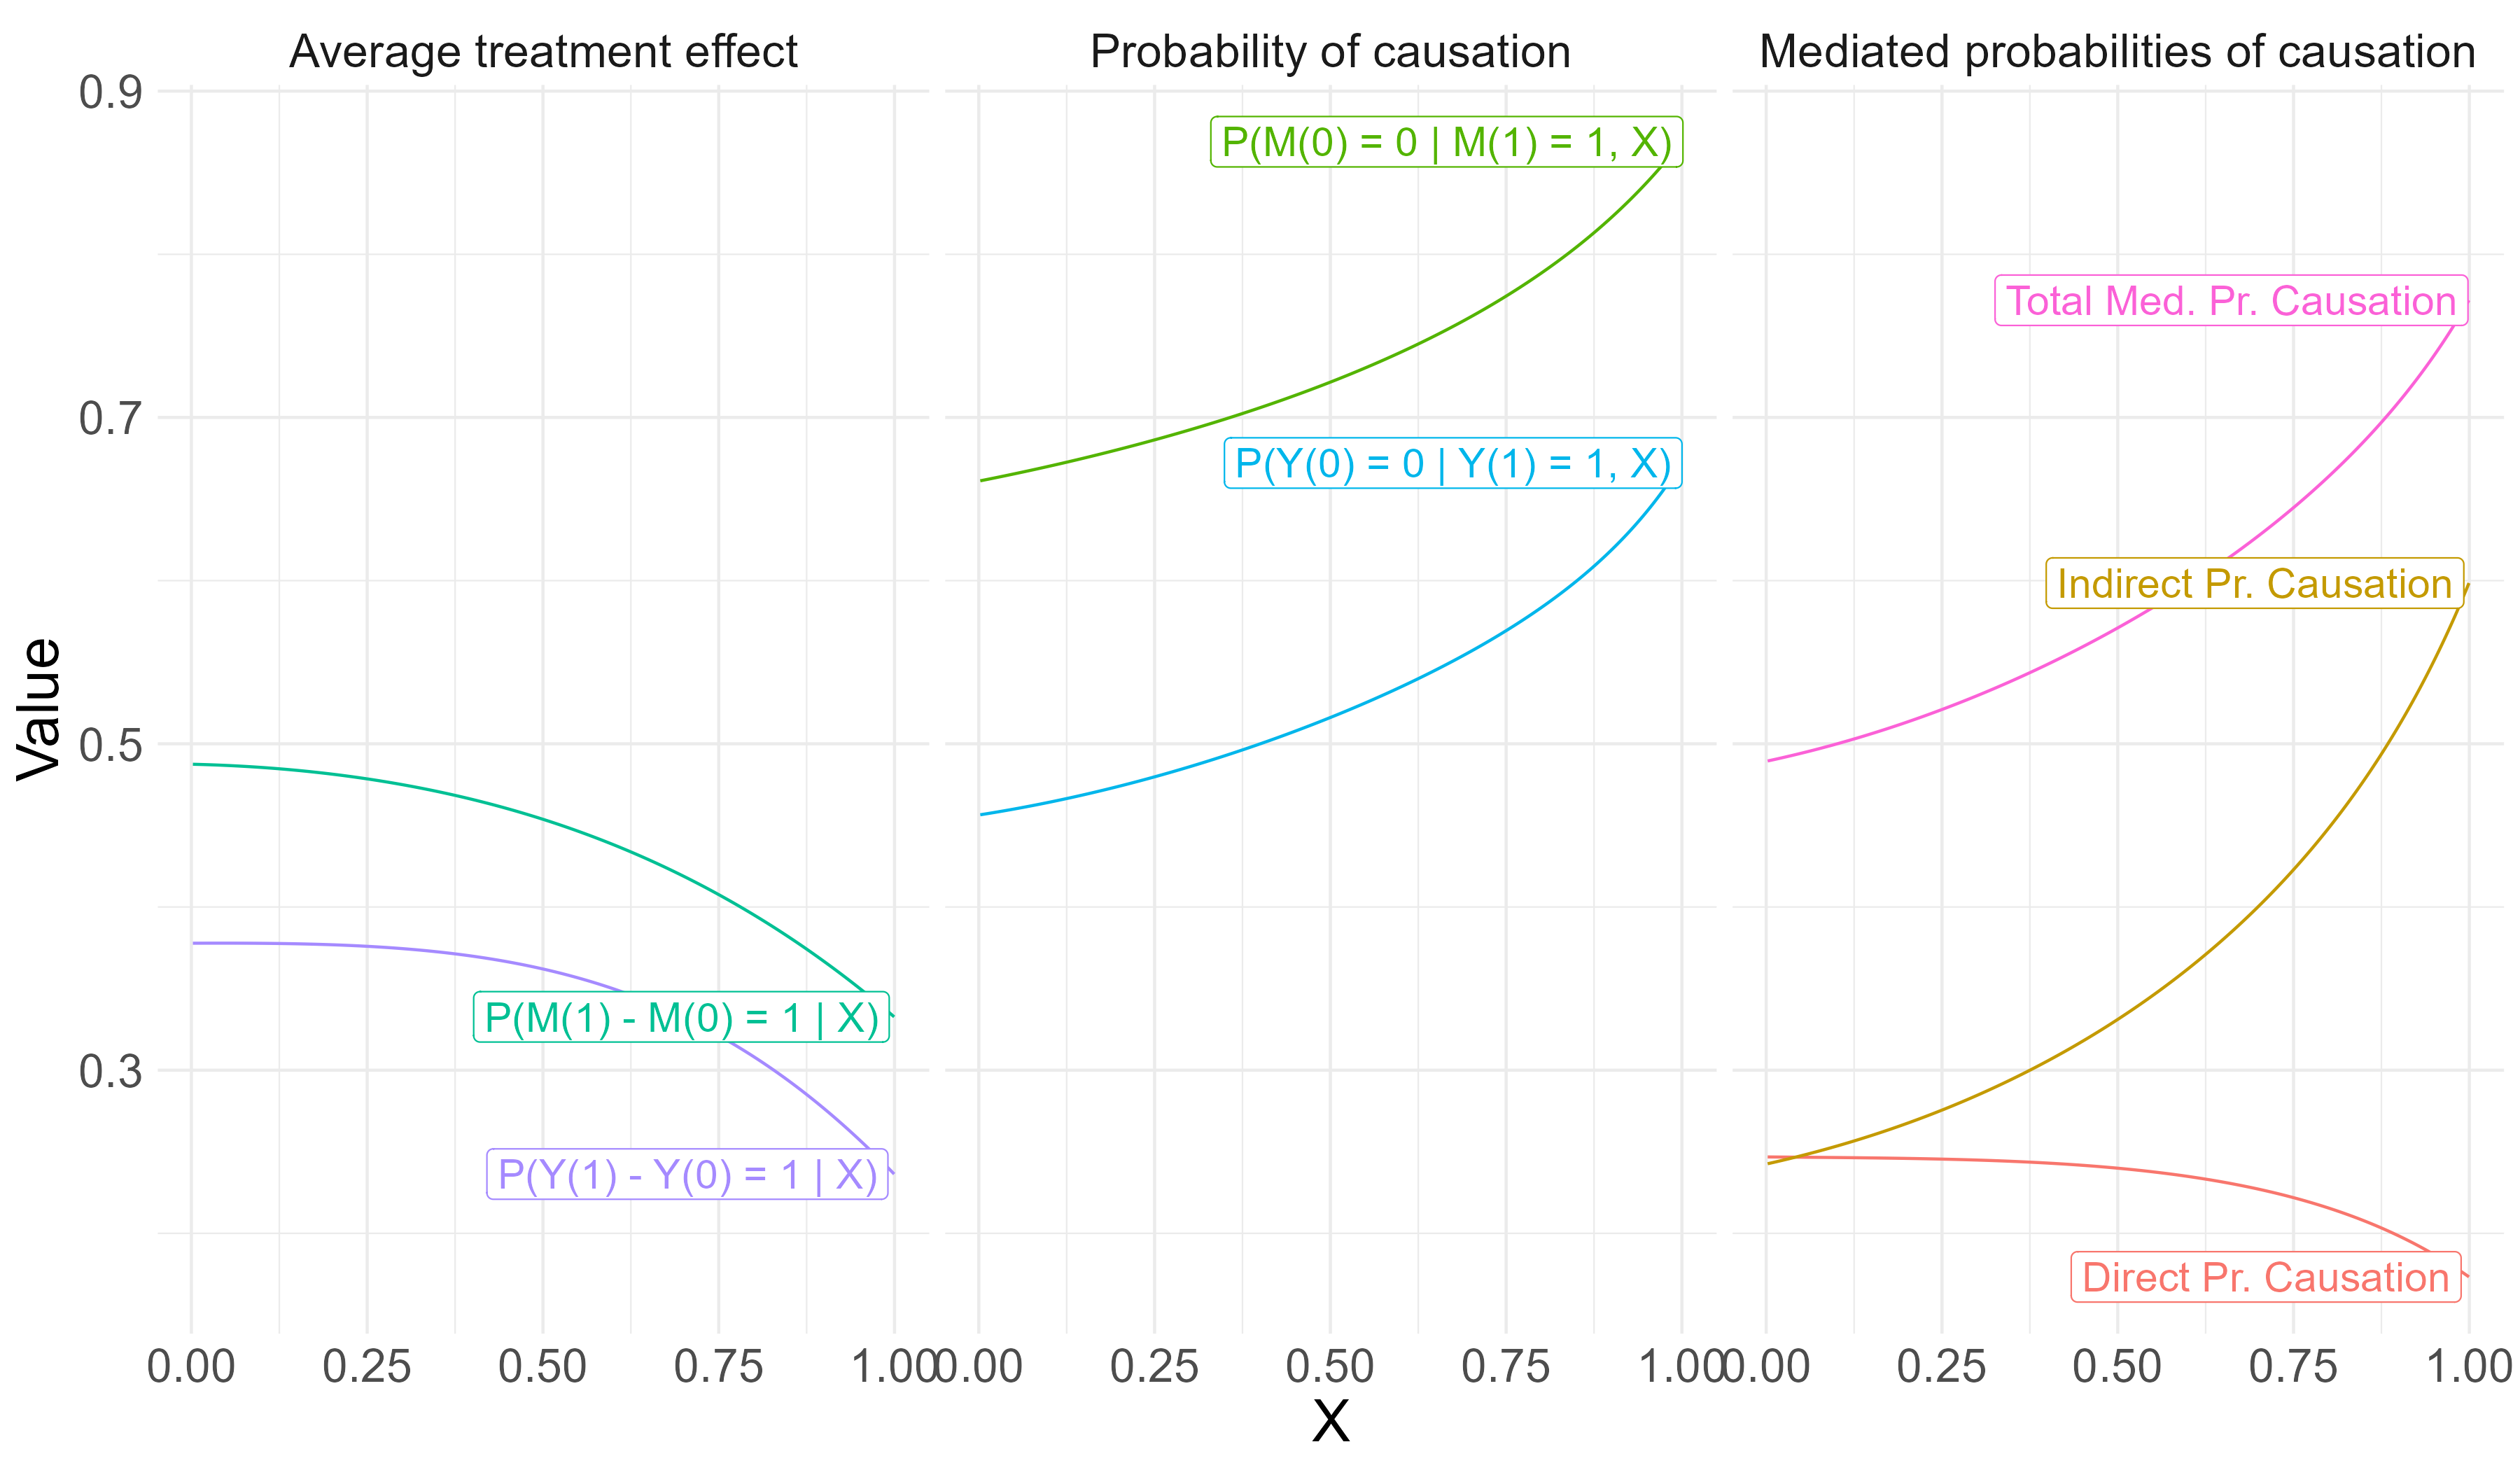 Average treatment effect
Probability of causation
Mediated probabilities of causation
Value
0.9
0.7
0.5
0.3
P(M(1) - M(0) = 1 | X)
P(Y(1) - Y(0) = 1 | X)
P(M(0) = 0 | M(1) = 1, X)
P(Y(0) = 0 | Y(1) = 1, X)
Total Med. Pr. Causation
Indirect Pr. Causation
Direct Pr. Causation
0.00 0.25 0.50 0.75 1.00 0.00 0.25 0.50 0.75 1.00 0.00 0.25 0.50 0.75 1.00
X